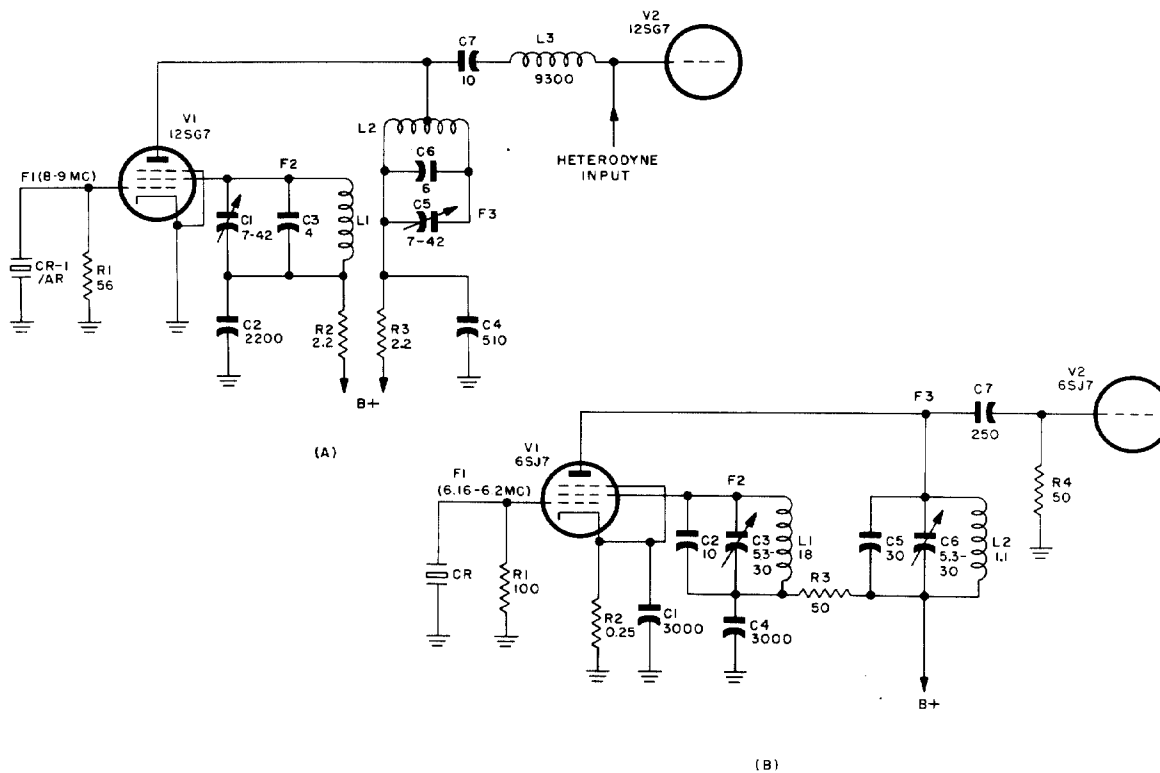 V2
12SG7
C7
10
L3
9300
V1
12SG7
L2
C6
6
HETERODYNE
INPUT
F1(8-9 MC)
F2
C5
7-42
F3
C1
7-42
C3
4
L1
CR-1
/AR
R1
56
C2
2200
R2
2.2
R3
2.2
C4
510
B+
(A)
V2
6SJ7
F3
C7
250
V1
6SJ7
F1
(6.16-6.2MC)
F2
R4
50
C2
10
C3
53-
30
L1
18
C5
30
C6
5.3-
30
L2
1.1
CR
R1
100
R3
50
R2
0.25
C1
3000
C4
3000
B+
(B)